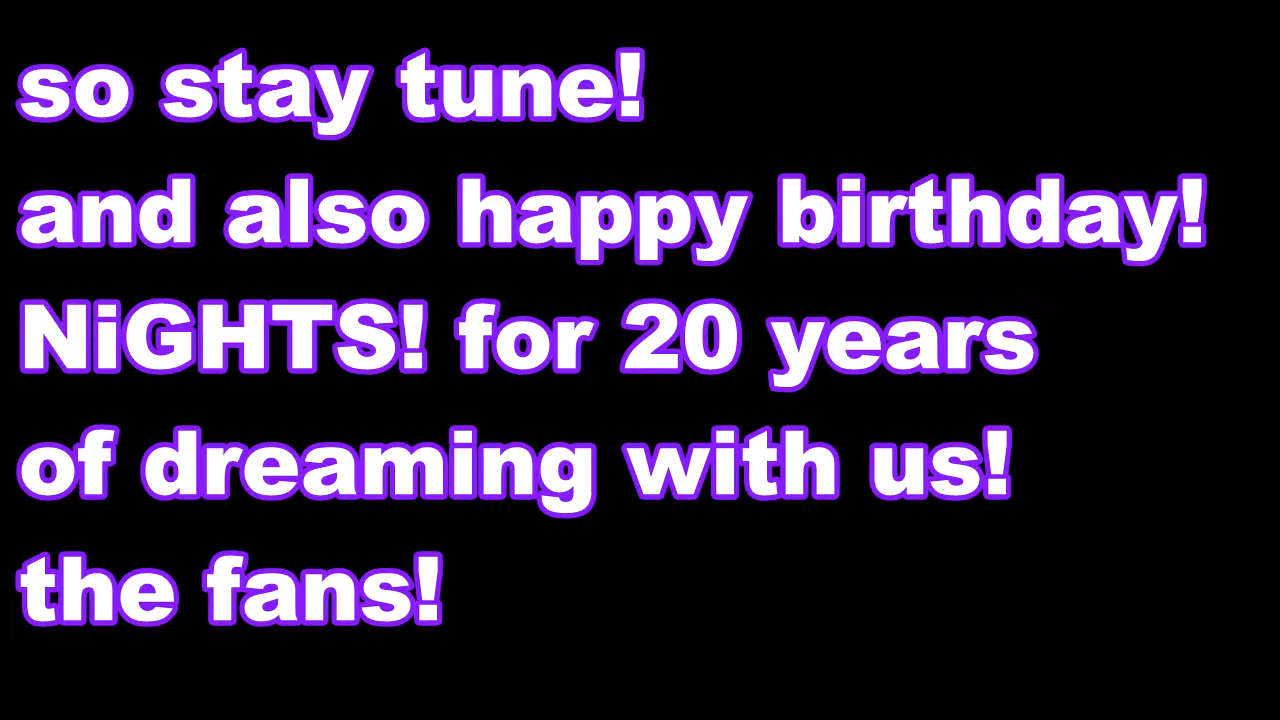 so stay tune!
and also happy birthday!
NiGHTS! for 20 years
of dreaming with us!
the fans!